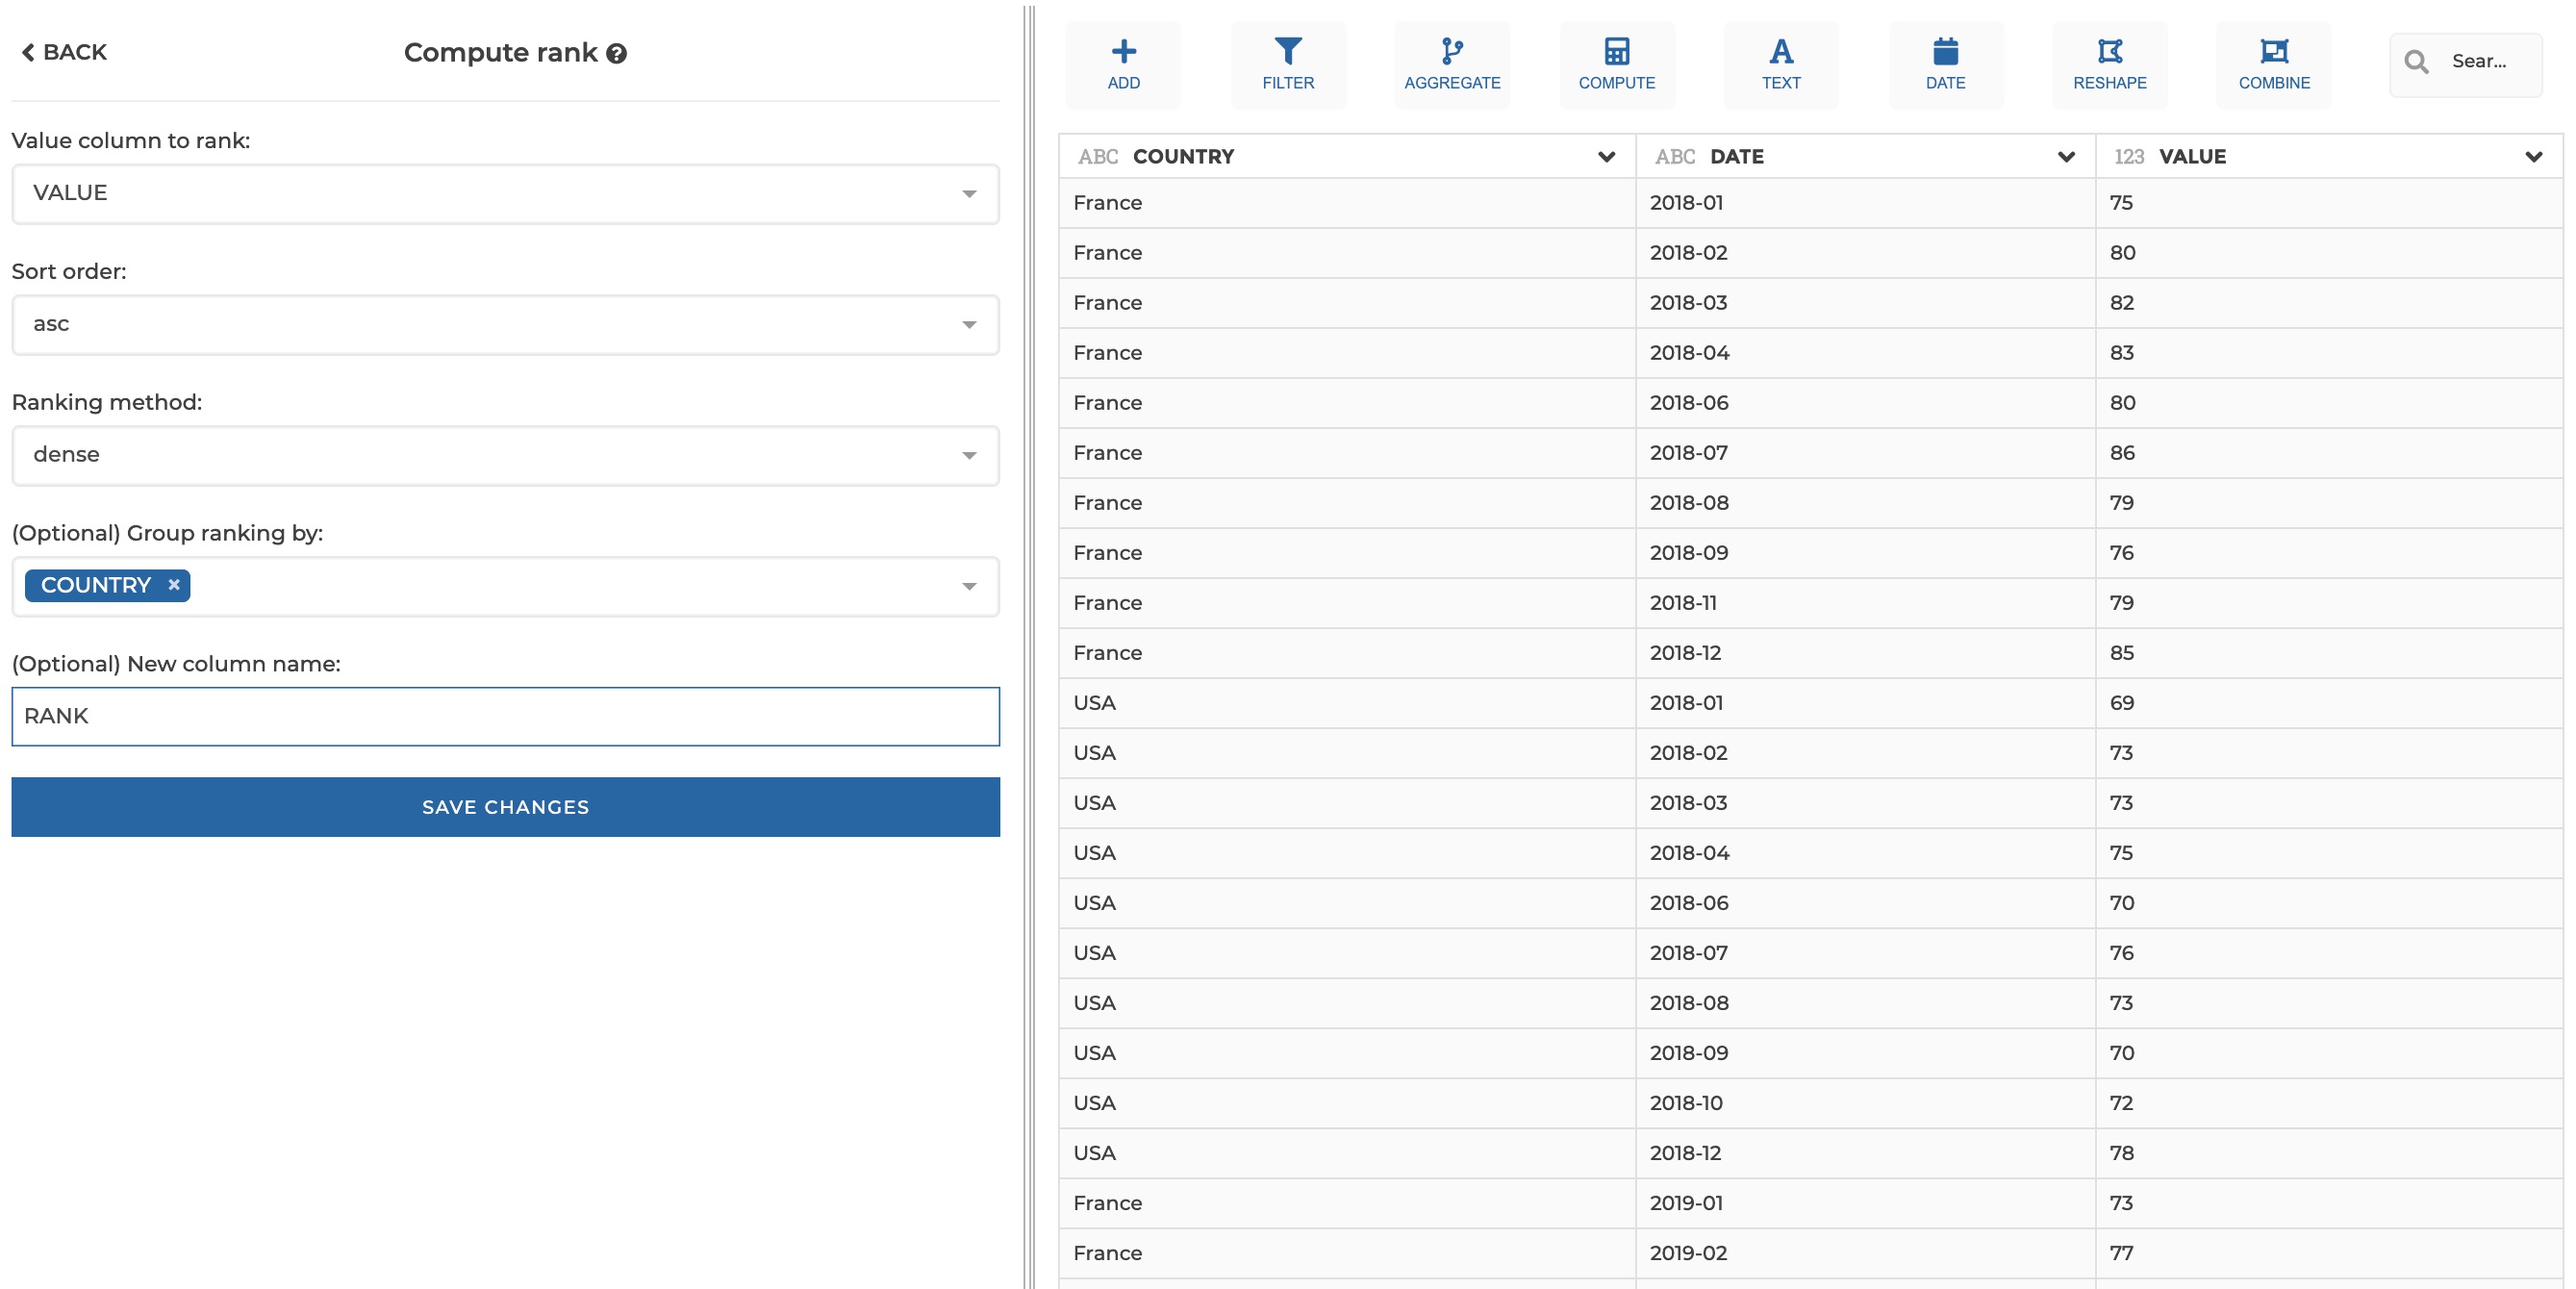 BACK
Compute rank ?
Value column to rank:
VALUE
Sort order:
asc
Ranking method:
dense
(Optional) Group ranking by:
COUNTRY ×
(Optional) New column name:
RANK
SAVE CHANGES
ADD FILTER AGGREGATE COMPUTE TEXT DATE RESHAPE COMBINE Sear...
ABC COUNTRY ABC DATE 123 VALUE
France 2018-01 75
France 2018-02 80
France 2018-03 82
France 2018-04 83
France 2018-06 80
France 2018-07 86
France 2018-08 79
France 2018-09 76
France 2018-11 79
France 2018-12 85
USA 2018-01 69
USA 2018-02 73
USA 2018-03 73
USA 2018-04 75
USA 2018-06 70
USA 2018-07 76
USA 2018-08 73
USA 2018-09 70
USA 2018-10 72
USA 2018-12 78
France 2019-01 73
France 2019-02 77